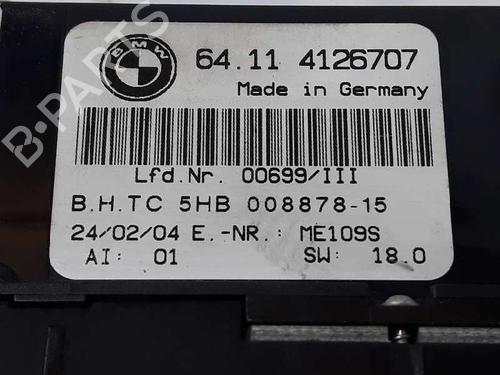 BMW
64.11 4126707
Made in Germany
Lfd.Nr. 00699/III
B.H.TC 5HB 008878-15
24/02/04 E.-NR.: ME109S
AI: 01 SW: 18.0
B-PARTS